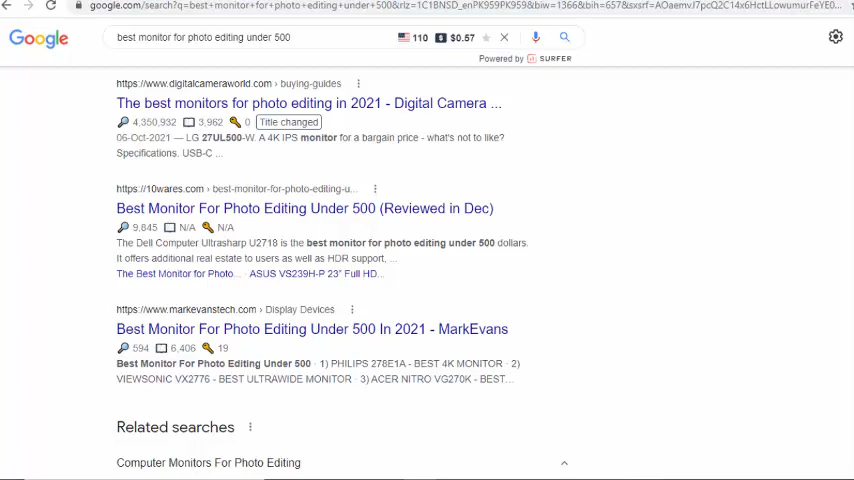 google.com/search?q=best+monitor+for+photo+editing+under+500&rlz=1C1BNSD_enPK959PK959&biw=1366&bih=657&sxsrf=
Google
best monitor for photo editing under 500
110 $0.57
Powered by SURFER
https://www.digitalcameraworld.com › buying-guides
The best monitors for photo editing in 2021 - Digital Camera ...
4,350,932 3,962 0 Title changed
06-Oct-2021 — LG 27UL500-W. A 4K IPS monitor for a bargain price - what's not to like?
Specifications. USB-C ...
https://10wares.com › best-monitor-for-photo-editing-u...
Best Monitor For Photo Editing Under 500 (Reviewed in Dec)
9,845 N/A N/A
The Dell Computer Ultrasharp U2718 is the best monitor for photo editing under 500 dollars.
It offers additional real estate to users as well as HDR support, ...
The Best Monitor for Photo... · ASUS VS239H-P 23" Full HD...
https://www.markevanstech.com › Display Devices
Best Monitor For Photo Editing Under 500 In 2021 - MarkEvans
594 6,406 19
Best Monitor For Photo Editing Under 500 · 1) PHILIPS 278E1A - BEST 4K MONITOR · 2)
VIEWSONIC VX2776 - BEST ULTRAWIDE MONITOR · 3) ACER NITRO VG270K - BEST...
Related searches
Computer Monitors For Photo Editing